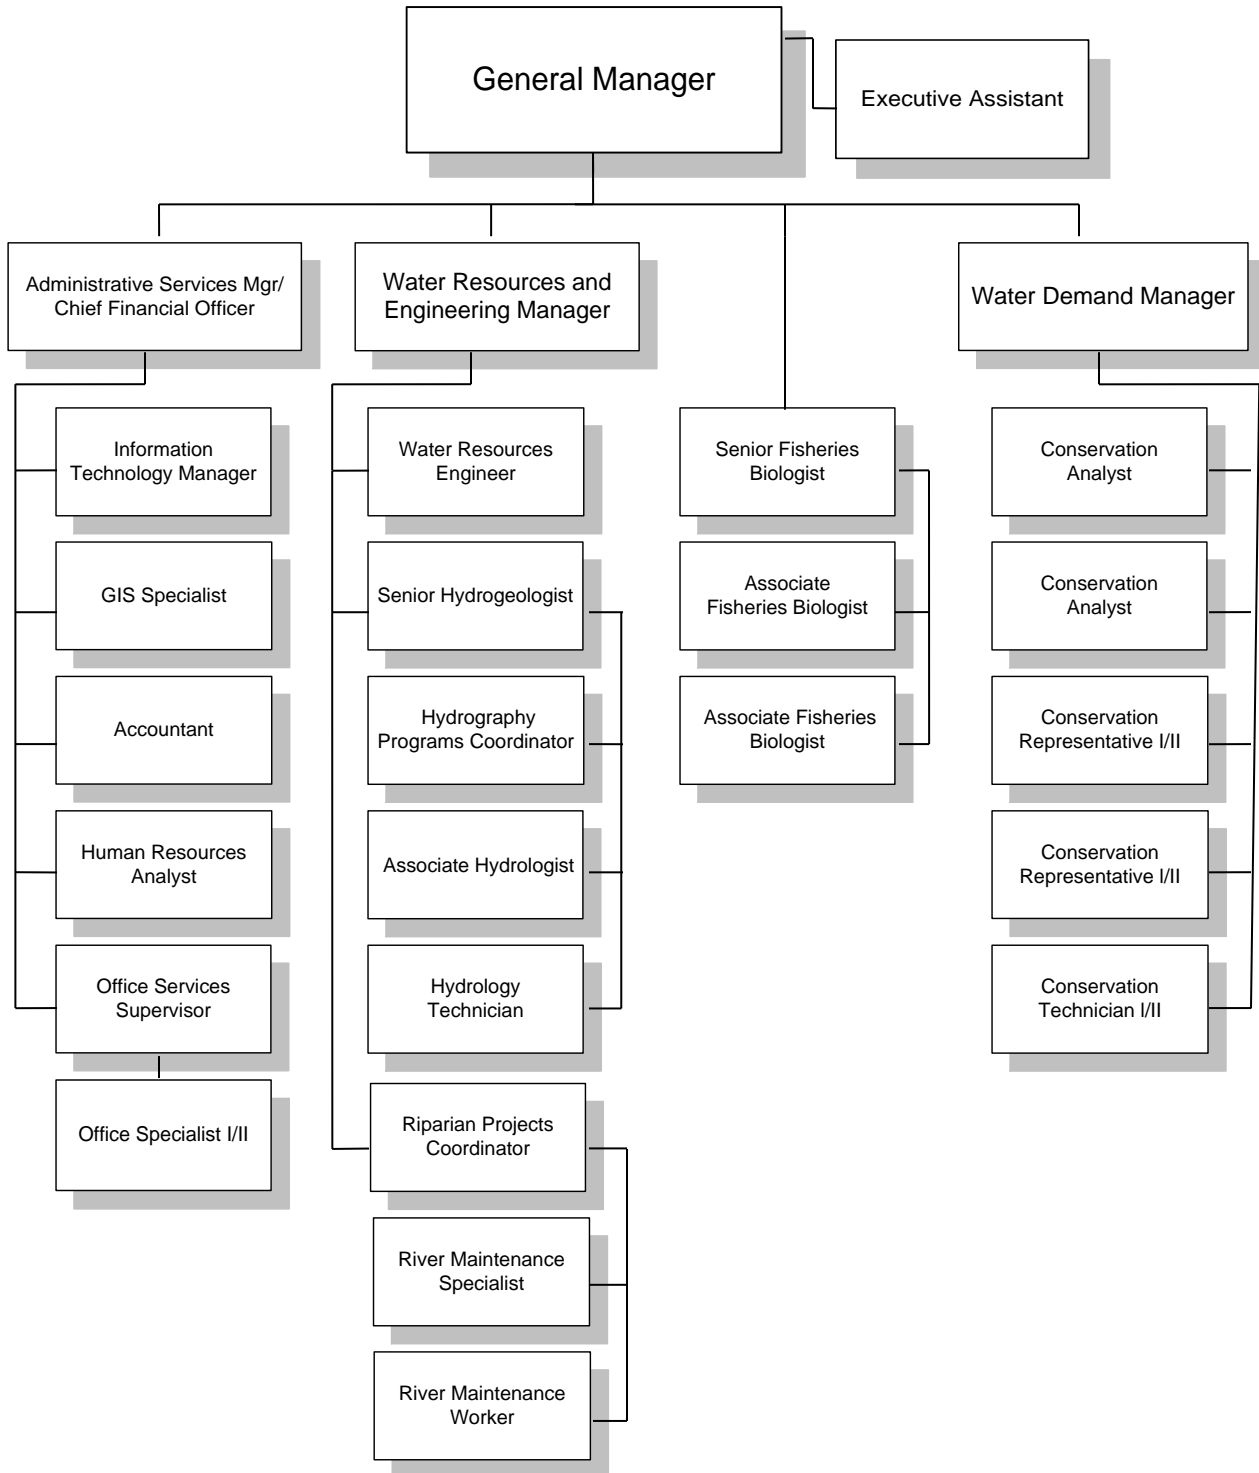 General Manager
Executive Assistant
Administrative Services Mgr/
Chief Financial Officer
Water Resources and
Engineering Manager
Water Demand Manager
Information
Technology Manager
GIS Specialist
Accountant
Human Resources
Analyst
Office Services
Supervisor
Office Specialist I/II
Water Resources
Engineer
Senior Hydrogeologist
Hydrography
Programs Coordinator
Associate Hydrologist
Hydrology
Technician
Riparian Projects
Coordinator
River Maintenance
Specialist
River Maintenance
Worker
Senior Fisheries
Biologist
Associate
Fisheries Biologist
Associate Fisheries
Biologist
Conservation
Analyst
Conservation
Analyst
Conservation
Representative I/II
Conservation
Representative I/II
Conservation
Technician I/II